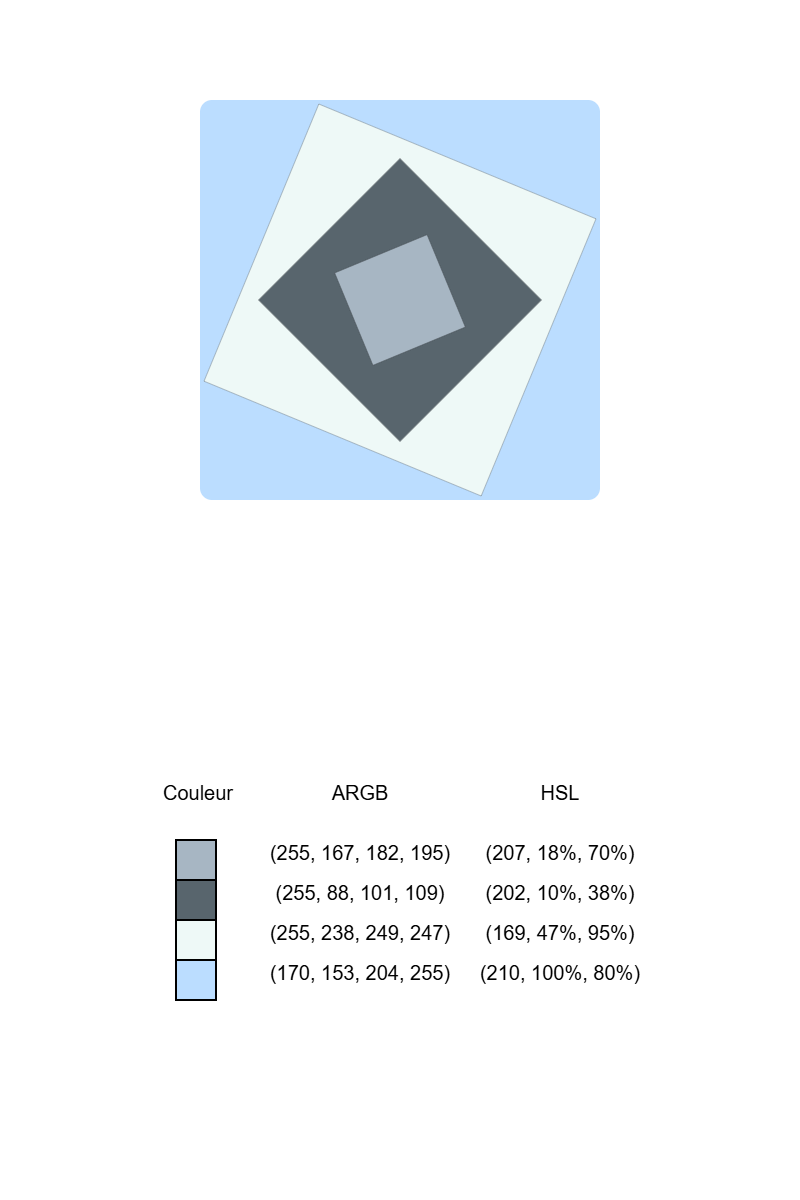 Couleur ARGB HSL
(255, 167, 182, 195) (207, 18%, 70%)
(255, 88, 101, 109) (202, 10%, 38%)
(255, 238, 249, 247) (169, 47%, 95%)
(170, 153, 204, 255) (210, 100%, 80%)